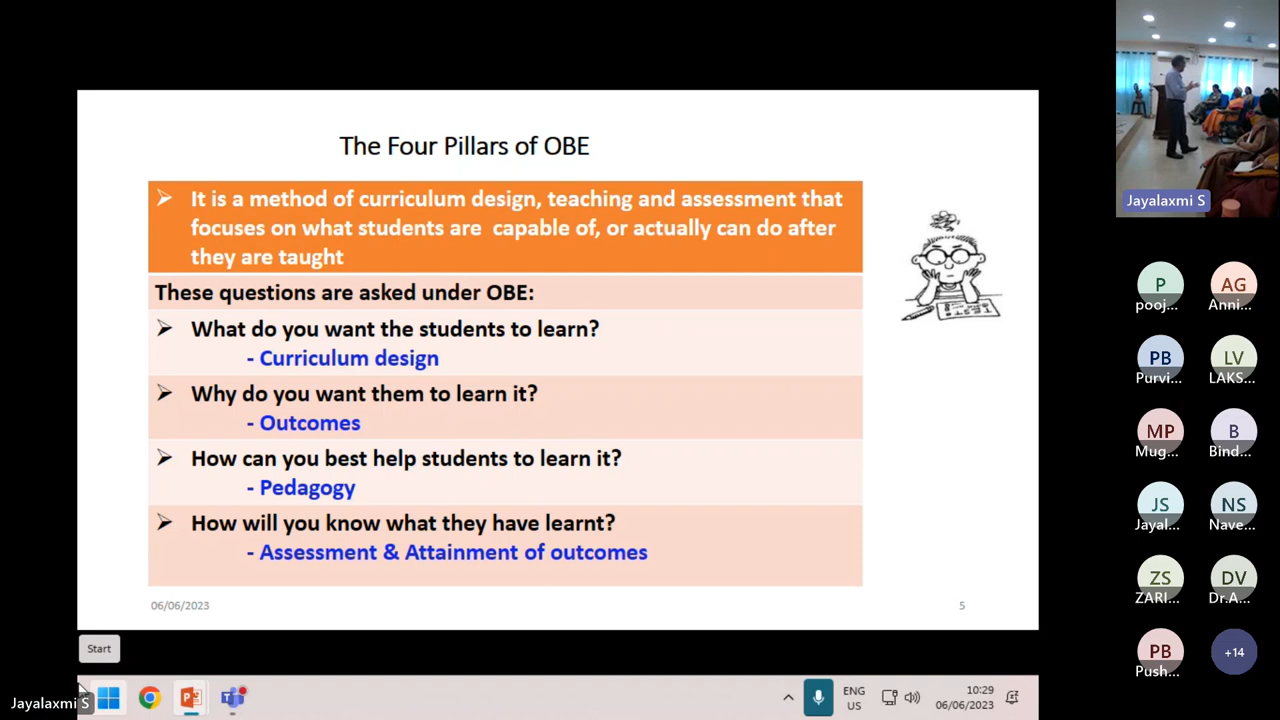 The Four Pillars of OBE
➢ It is a method of curriculum design, teaching and assessment that
focuses on what students are capable of, or actually can do after
they are taught
These questions are asked under OBE:
➢ What do you want the students to learn?
- Curriculum design
➢ Why do you want them to learn it?
- Outcomes
➢ How can you best help students to learn it?
- Pedagogy
➢ How will you know what they have learnt?
- Assessment & Attainment of outcomes
06/06/2023
5
TEST
Start
Jayalaxmi S
ENG
US
10:29
06/06/2023
Jayalaxmi S
P
pooj...
AG
Anni...
PB
Purvi...
LV
LAKS...
MP
Mug...
B
Bind...
JS
Jayal...
NS
Nave...
ZS
ZARI...
DV
Dr.A...
PB
Push...
+14